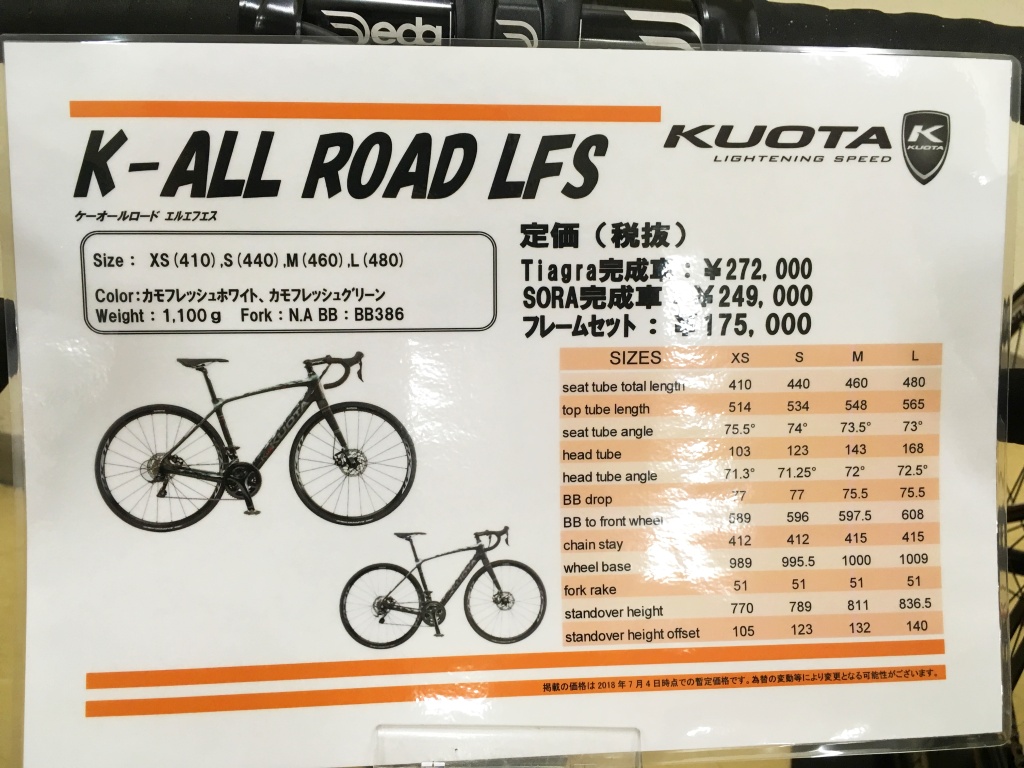 Deda
KUOTA
LIGHTENING SPEED
K
KUOTA
K-ALL ROAD LFS
ケーオールロード エルエフエス
Size： XS(410),S(440),M(460),L(480)
Color：カモフレッシュホワイト、カモフレッシュグリーン
Weight：1,100g Fork：N.A BB：BB386
定価（税抜）
Tiagra完成車：￥272,000
SORA完成車：￥249,000
フレームセット：￥175,000
SIZES XS S M L
seat tube total length 410 440 460 480
top tube length 514 534 548 565
seat tube angle 75.5° 74° 73.5° 73°
head tube 103 123 143 168
head tube angle 71.3° 71.25° 72° 72.5°
BB drop 77 77 75.5 75.5
BB to front wheel 589 596 597.5 608
chain stay 412 412 415 415
wheel base 989 995.5 1000 1009
fork rake 51 51 51 51
standover height 770 789 811 836.5
standover height offset 105 123 132 140
KUOTA
掲載の価格は2018年7月4日時点での暫定価格です。為替の変動等により変更となる可能性がございます。